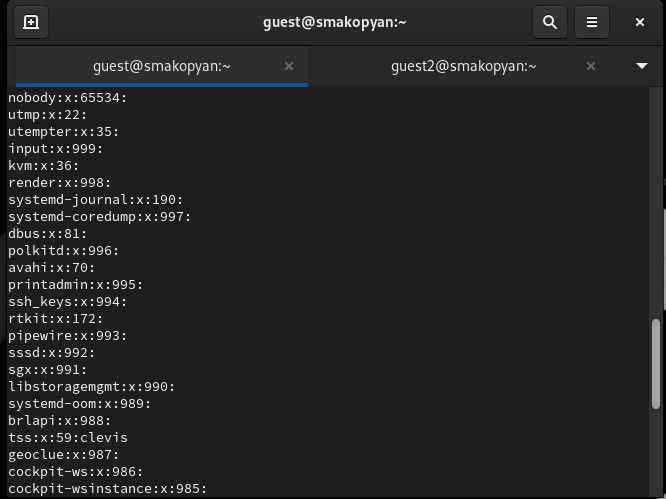 guest@smakopyan:~
guest@smakopyan:~
guest2@smakopyan:~
nobody:x:65534:
utmp:x:22:
utempter:x:35:
input:x:999:
kvm:x:36:
render:x:998:
systemd-journal:x:190:
systemd-coredump:x:997:
dbus:x:81:
polkitd:x:996:
avahi:x:70:
printadmin:x:995:
ssh_keys:x:994:
rtkit:x:172:
pipewire:x:993:
sssd:x:992:
sgx:x:991:
libstoragemgmt:x:990:
systemd-oom:x:989:
brlapi:x:988:
tss:x:59:clevis
geoclue:x:987:
cockpit-ws:x:986:
cockpit-wsinstance:x:985: